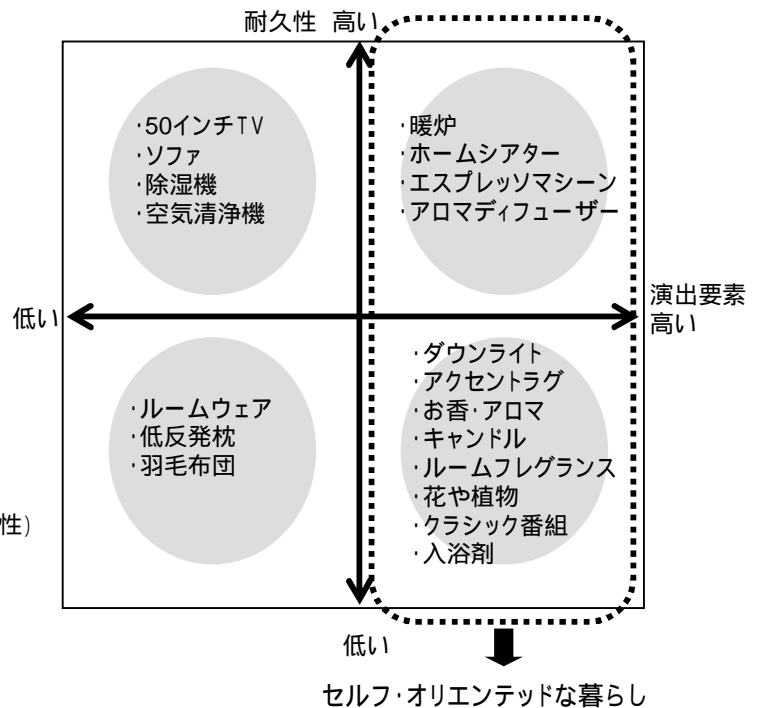 耐久性 高い
・50インチTV
・ソファ
・除湿機
・空気清浄機
・暖炉
・ホームシアター
・エスプレッソマシーン
・アロマディフューザー
低い
演出要素
高い
・ルームウェア
・低反発枕
・羽毛布団
・ダウンライト
・アクセントラグ
・お香・アロマ
・キャンドル
・ルームフレグランス
・花や植物
・クラシック番組
・入浴剤
性)
低い
セルフ・オリエンテッドな暮らし